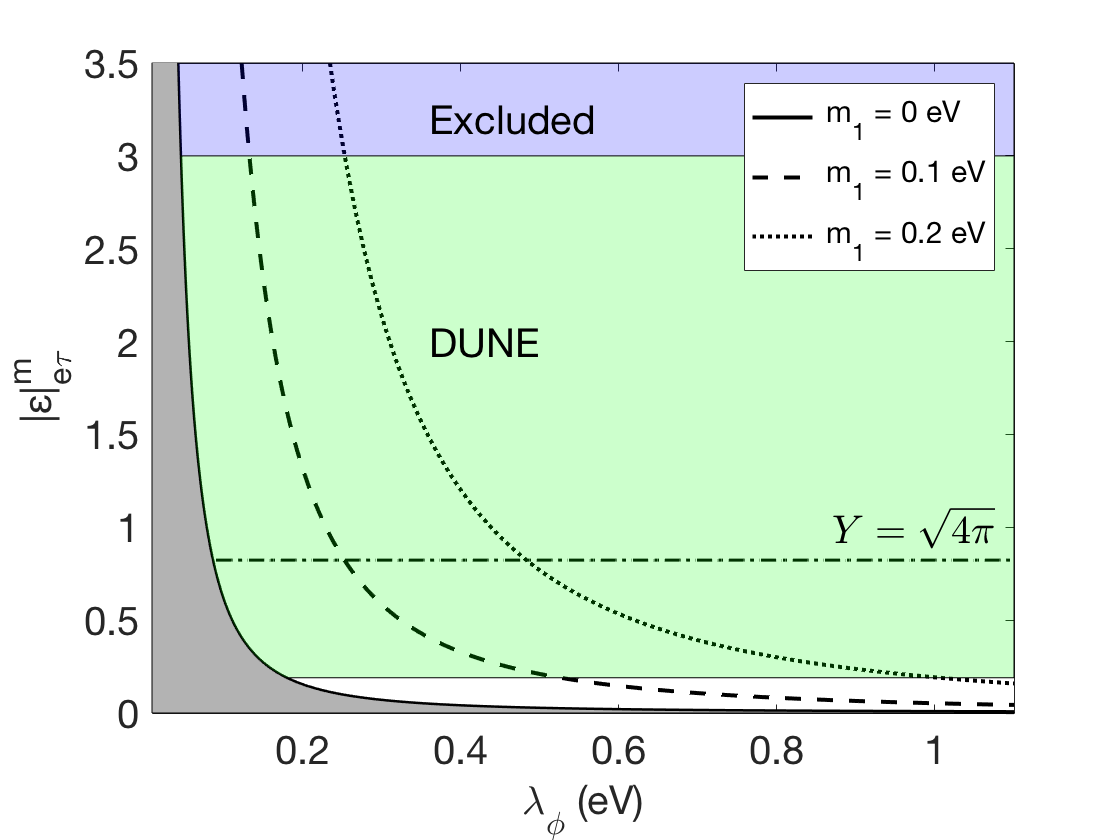 3.5
3
2.5
2
1.5
1
0.5
0
|ε|ᵐₑτ
Excluded
DUNE
m₁ = 0 eV
m₁ = 0.1 eV
m₁ = 0.2 eV
Y = √4π
0.2 0.4 0.6 0.8 1
λ_ϕ (eV)